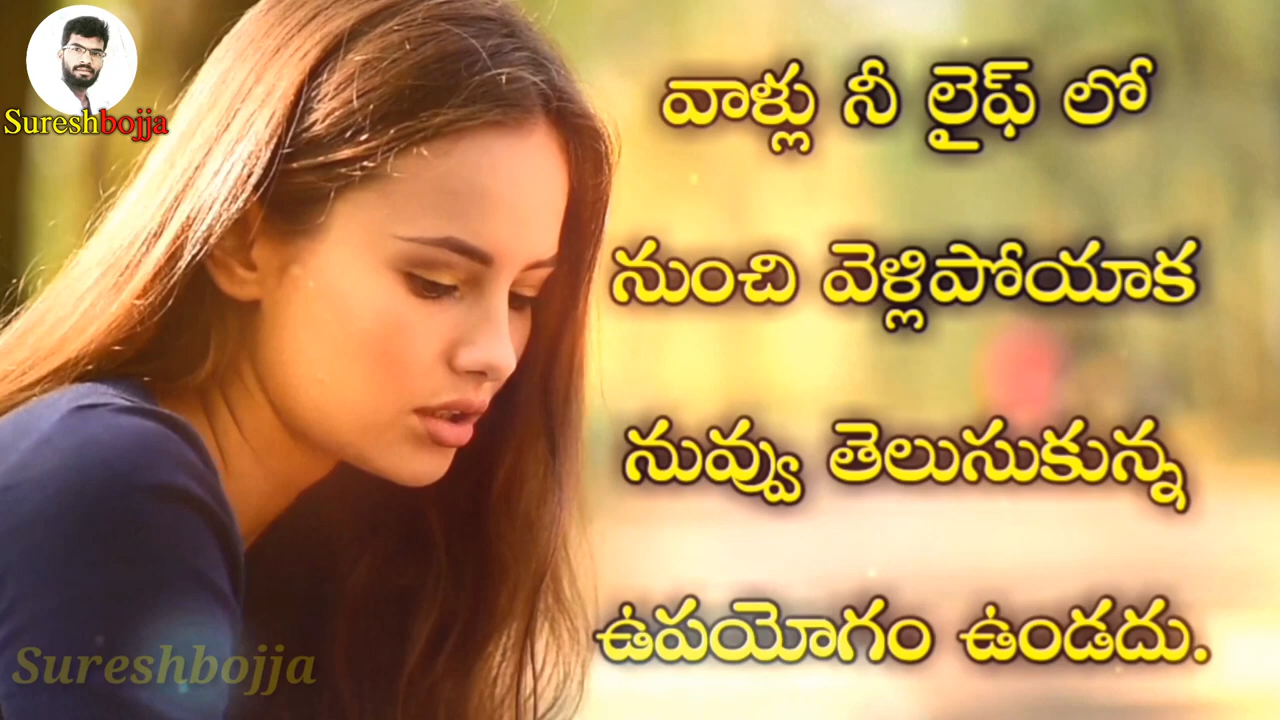 Sureshbojja
వాళ్లు నీ లైఫ్ లో
నుంచి వెళ్లిపోయాక
నువ్వు తెలుసుకున్న
ఉపయోగం ఉండదు.
Sureshbojja